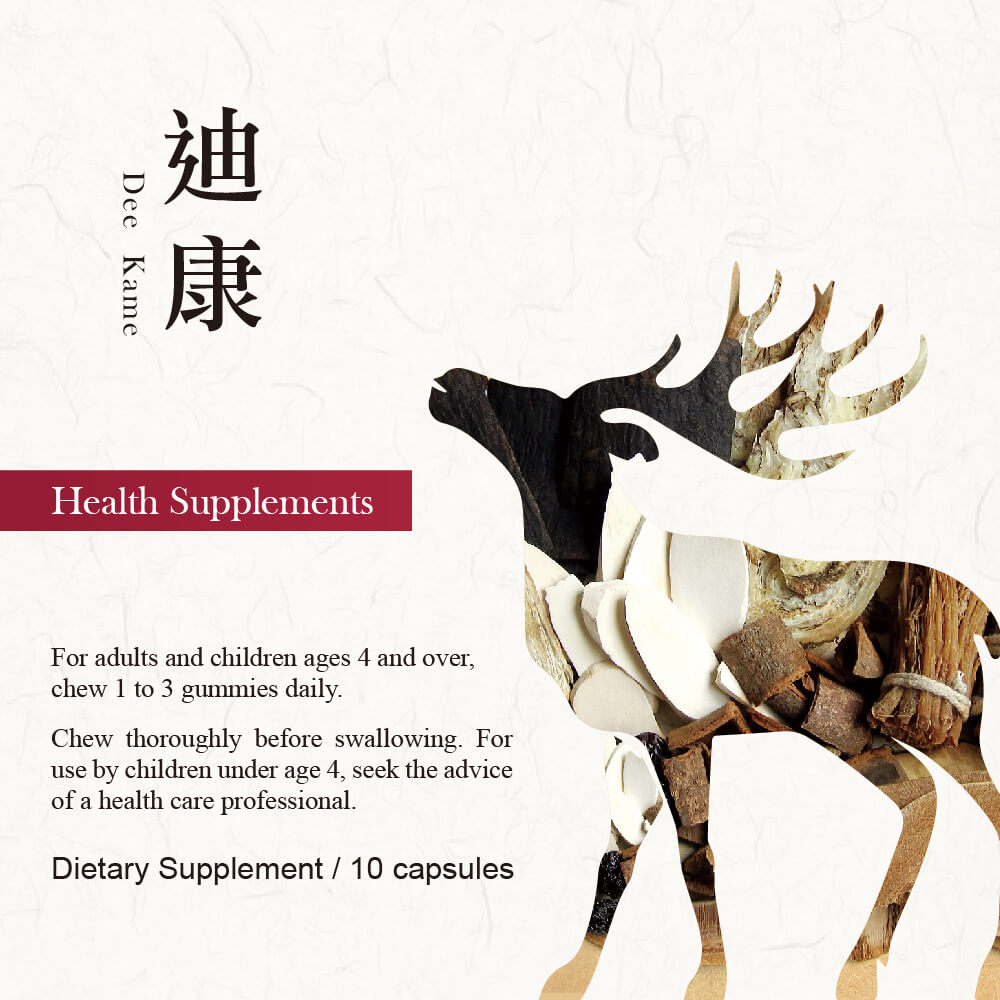 迪康
Dee Kame
Health Supplements
For adults and children ages 4 and over,
chew 1 to 3 gummies daily.
Chew thoroughly before swallowing. For
use by children under age 4, seek the advice
of a health care professional.
Dietary Supplement / 10 capsules